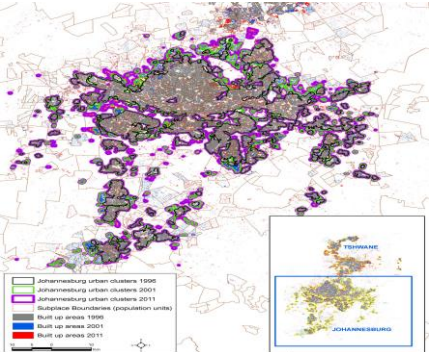 Johannesburg urban clusters 1996
Johannesburg urban clusters 2001
Johannesburg urban clusters 2011
Subplace Boundaries (population units)
Built up areas 1996
Built up areas 2001
Built up areas 2011
TSHWANE
JOHANNESBURG